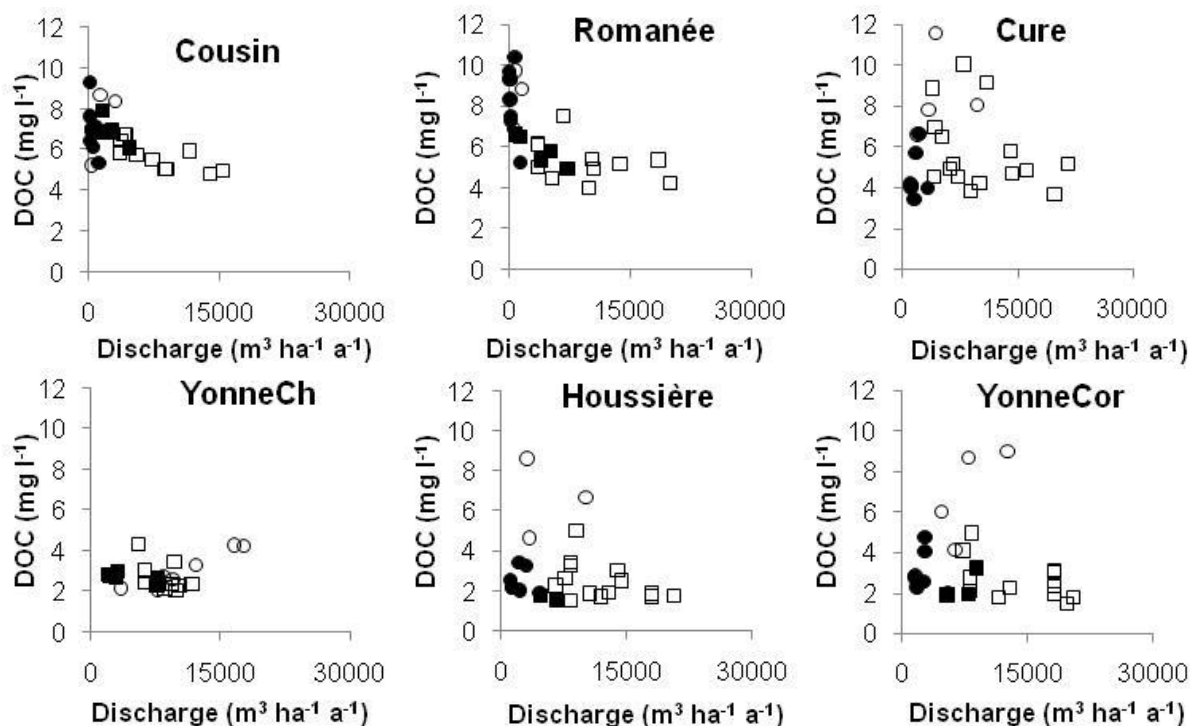 Cousin
DOC (mg l⁻¹)
12
10
8
6
4
2
0
0 15000 30000
Discharge (m³ ha⁻¹ a⁻¹)
Romanée
DOC (mg l⁻¹)
12
10
8
6
4
2
0
0 15000 30000
Discharge (m³ ha⁻¹ a⁻¹)
Cure
DOC (mg l⁻¹)
12
10
8
6
4
2
0
0 15000 30000
Discharge (m³ ha⁻¹ a⁻¹)
YonneCh
DOC (mg l⁻¹)
12
10
8
6
4
2
0
0 15000 30000
Discharge (m³ ha⁻¹ a⁻¹)
Houssière
DOC (mg l⁻¹)
12
10
8
6
4
2
0
0 15000 30000
Discharge (m³ ha⁻¹ a⁻¹)
YonneCor
DOC (mg l⁻¹)
12
10
8
6
4
2
0
0 15000 30000
Discharge (m³ ha⁻¹ a⁻¹)